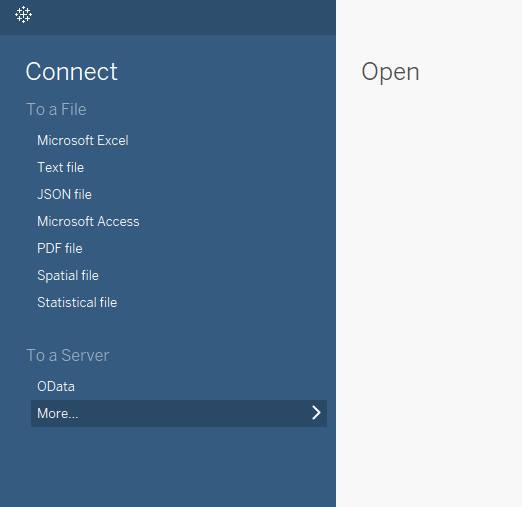 Connect
Open
To a File
Microsoft Excel
Text file
JSON file
Microsoft Access
PDF file
Spatial file
Statistical file
To a Server
OData
More...